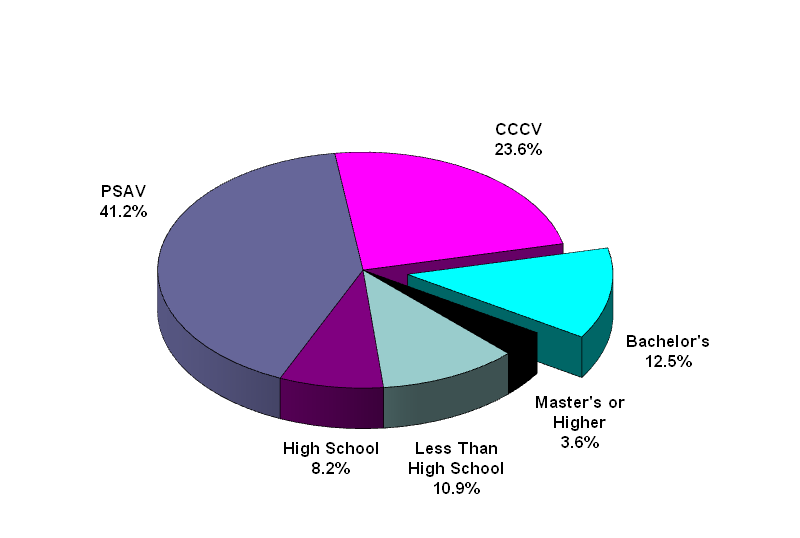 CCCV
23.6%
PSAV
41.2%
Bachelor's
12.5%
Master's or
Higher
3.6%
High School
8.2%
Less Than
High School
10.9%